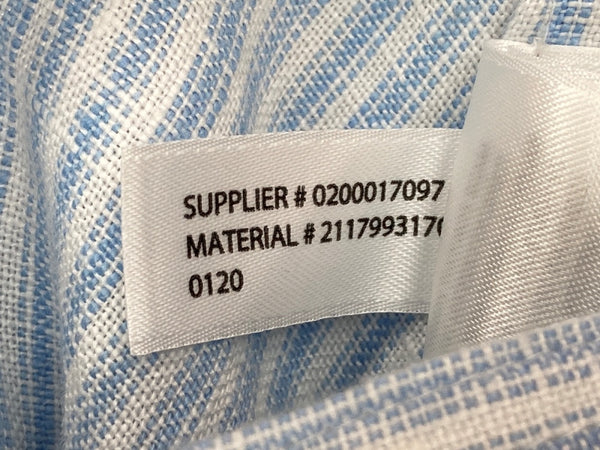 SUPPLIER # 0200017097
MATERIAL # 211799317
0120